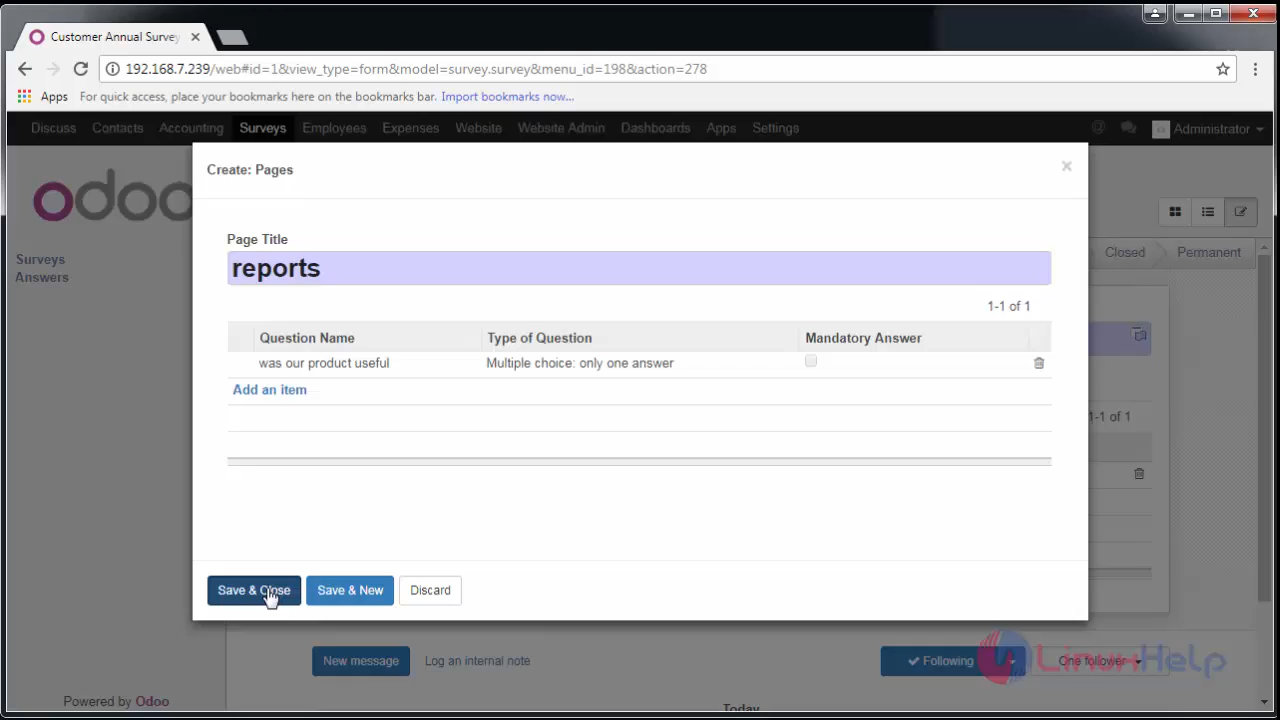 Customer Annual Survey
192.168.7.239/web#id=1&view_type=form&model=survey.survey&menu_id=198&action=278
Apps For quick access, place your bookmarks here on the bookmarks bar. Import bookmarks now...
Discuss Contacts Accounting Surveys Employees Expenses Website Website Admin Dashboards Apps Settings Administrator
Create: Pages ×
odoo
Page Title
Surveys
Closed Permanent
reports
Answers
1-1 of 1
Question Name Type of Question Mandatory Answer
was our product useful Multiple choice: only one answer
Add an item
1-1 of 1
Save & Close Save & New Discard
New message Log an internal note Following One follower
LinuxHelp
Powered by Odoo
Today